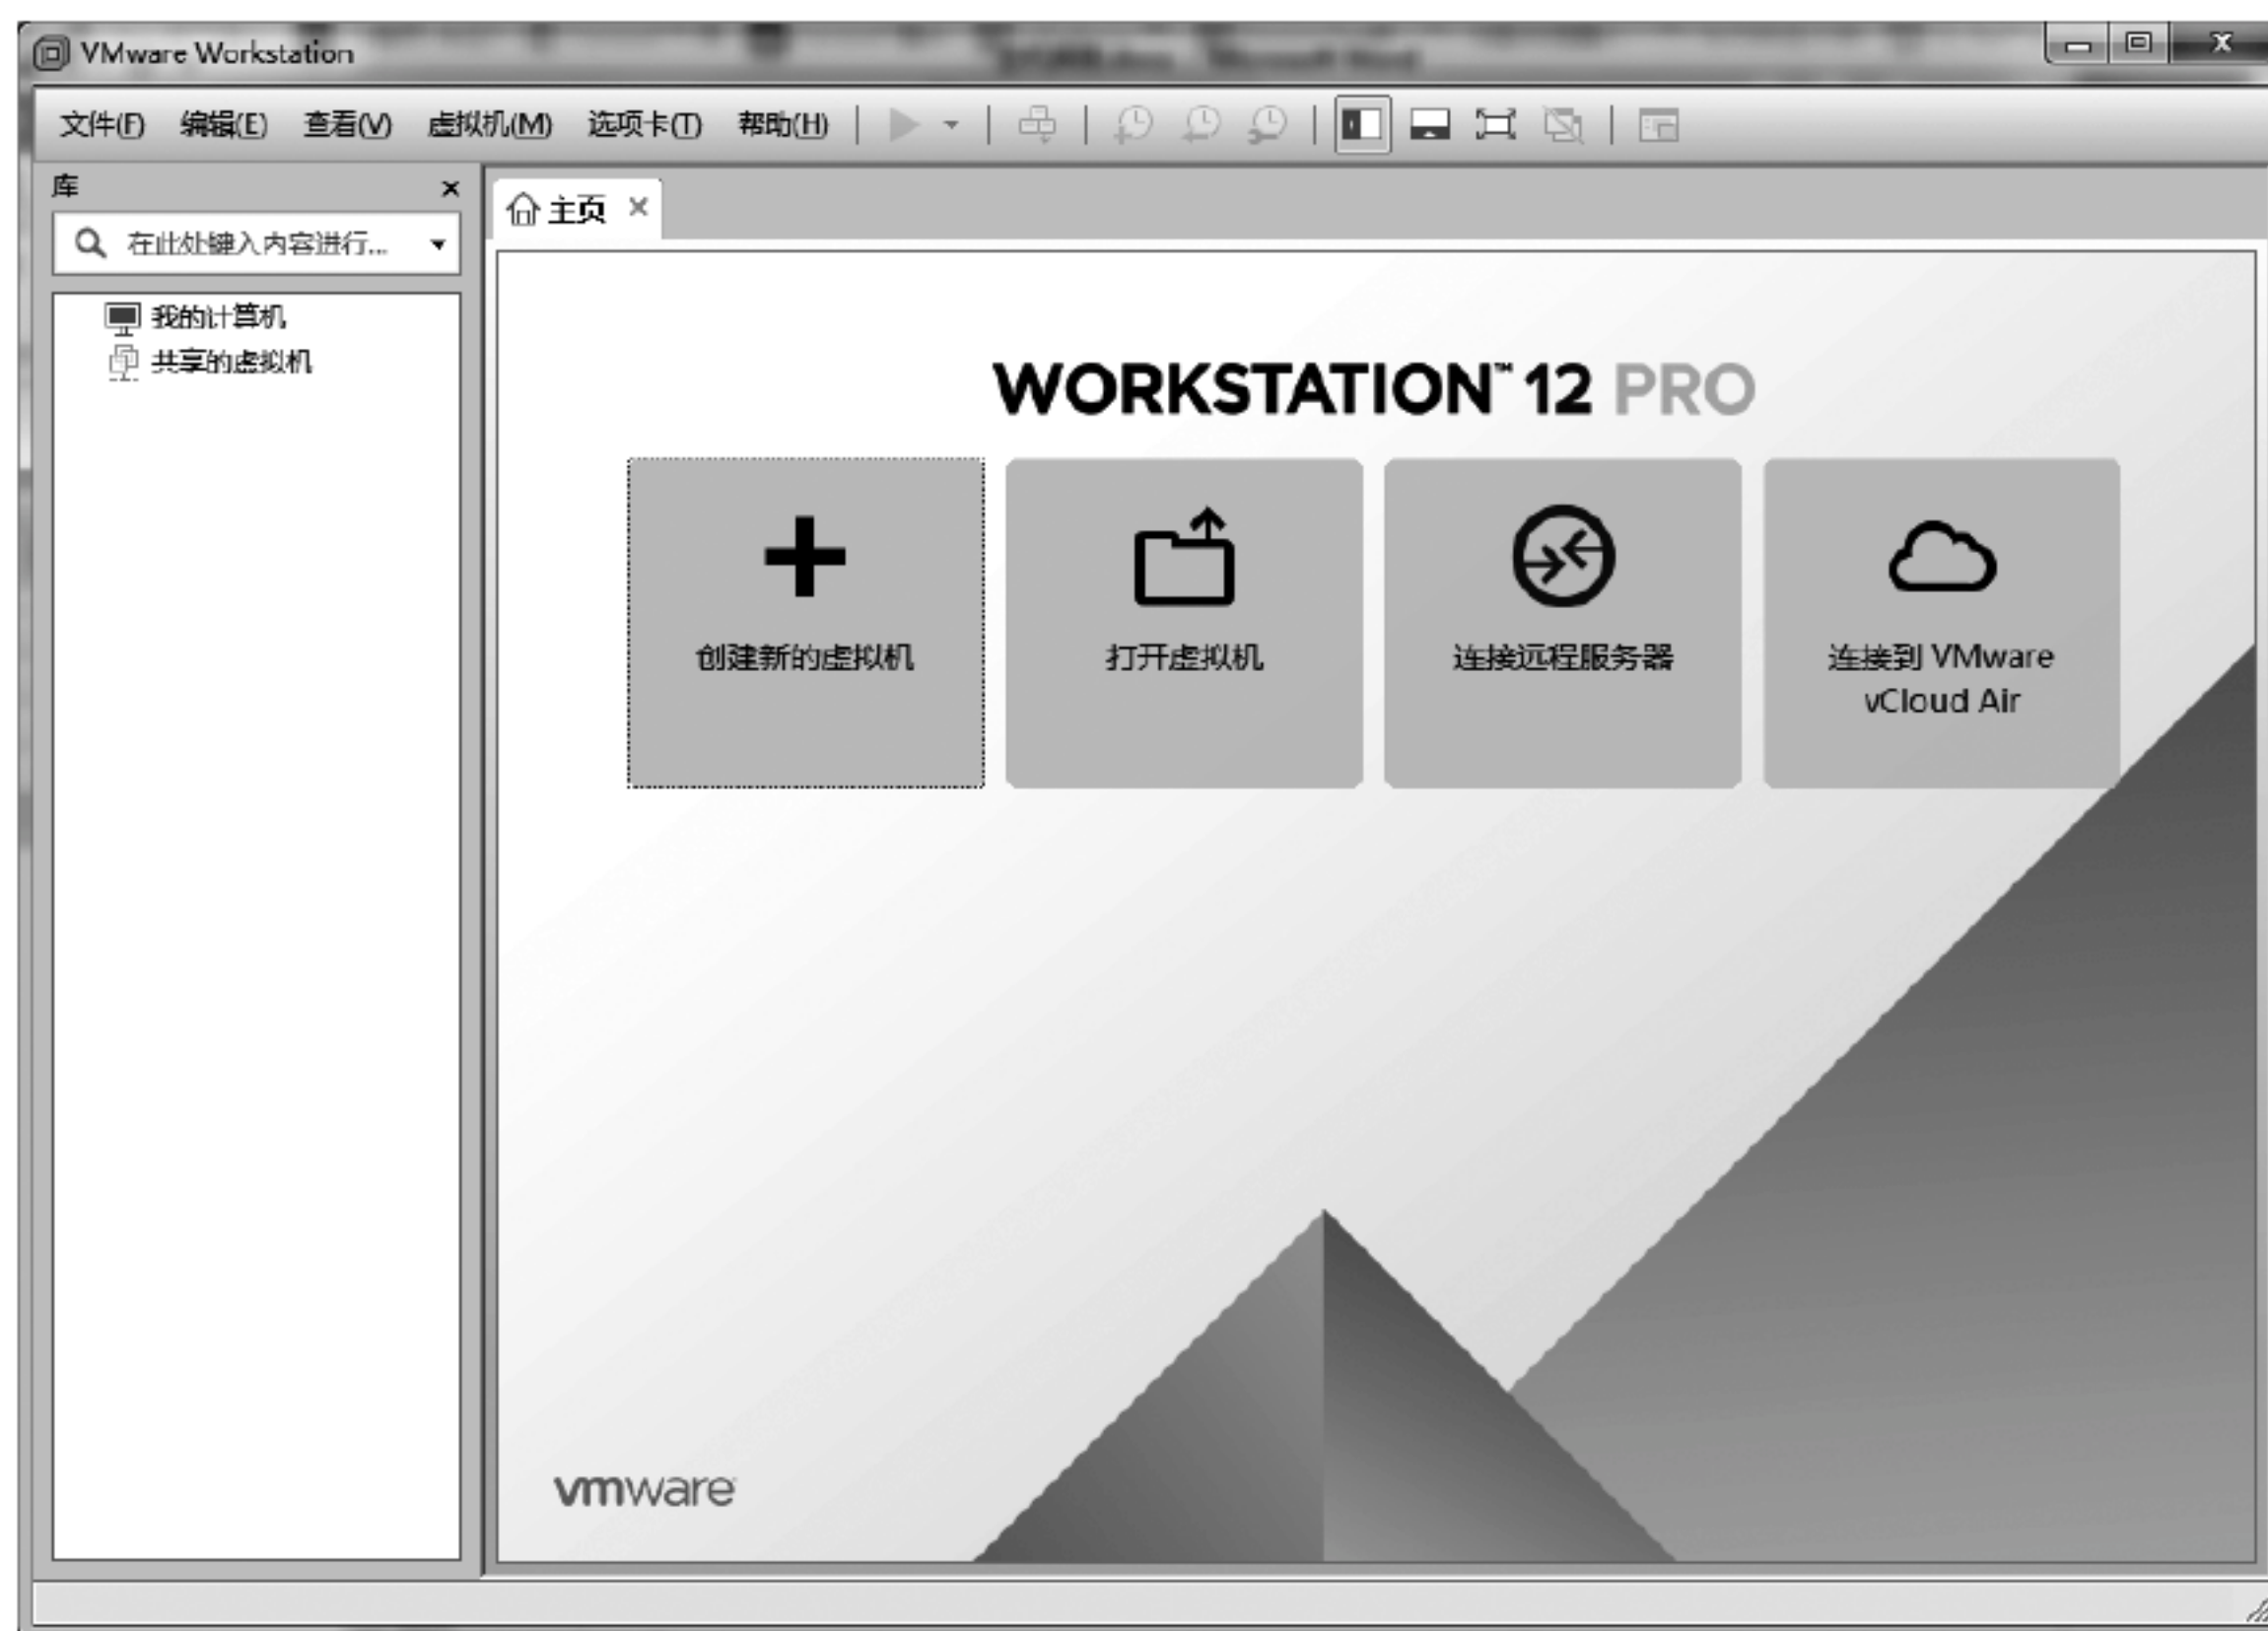 VMware Workstation
文件(F) 编辑(E) 查看(V) 虚拟机(M) 选项卡(T) 帮助(H)
库
在此处键入内容进行...
我的计算机
共享的虚拟机
主页
WORKSTATION™ 12 PRO
创建新的虚拟机
打开虚拟机
连接远程服务器
连接到 VMware
vCloud Air
vmware